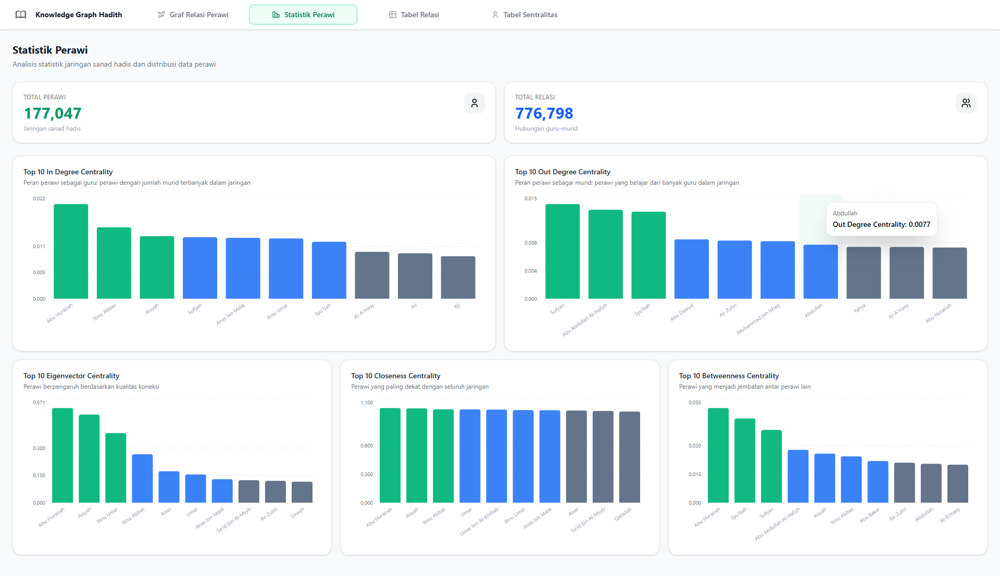 Knowledge Graph Hadith
Graf Relasi Perawi
Statistik Perawi
Tabel Relasi
Tabel Sentralitas
Statistik Perawi
Analisis statistik jaringan sanad hadis dan distribusi data perawi
TOTAL PERAWI
177,047
Jaringan sanad hadis
TOTAL RELASI
776,798
Hubungan guru-murid
Top 10 In Degree Centrality
Peran perawi sebagai guru: perawi dengan jumlah murid terbanyak dalam jaringan
0.022
0.011
0.005
0.000
Abu Hurairah
Ibnu Abbas
Aisyah
Sufyan
Anas bin Malik
Ibnu Umar
Syu'bah
Al-A'masy
Ali
Rjl
Top 10 Out Degree Centrality
Peran perawi sebagai murid: perawi yang belajar dari banyak guru dalam jaringan
0.015
0.008
0.004
0.000
Abdullah
Out Degree Centrality: 0.0077
Sufyan
Abu Abdullah Al-Hafizh
Syu'bah
Abu Dawud
Az-Zuhri
Muhammad bin Ishaq
Abdullah
Yahya
Al-A'masy
Abu Hurairah
Top 10 Eigenvector Centrality
Perawi berpengaruh berdasarkan kualitas koneksi
0.571
0.300
0.150
0.000
Abu Hurairah
Aisyah
Ibnu Umar
Ibnu Abbas
Anas
Umar
Anas bin Malik
Sa'id bin Al-Msyb
Az-Zuhri
Urwah
Top 10 Closeness Centrality
Perawi yang paling dekat dengan seluruh jaringan
1.100
0.600
0.300
0.000
Abu Hurairah
Aisyah
Ibnu Abbas
Umar
Umar bin Al-Khthab
Ibnu Umar
Anas bin Malik
Anas
Sa'id bin Al-Msyb
Qatadah
Top 10 Betweenness Centrality
Perawi yang menjadi jembatan antar perawi lain
0.055
0.030
0.015
0.000
Abu Hurairah
Syu'bah
Sufyan
Abu Abdullah Al-Hafizh
Aisyah
Ibnu Abbas
Abu Bakar
Az-Zuhri
Abdullah
Al-A'masy